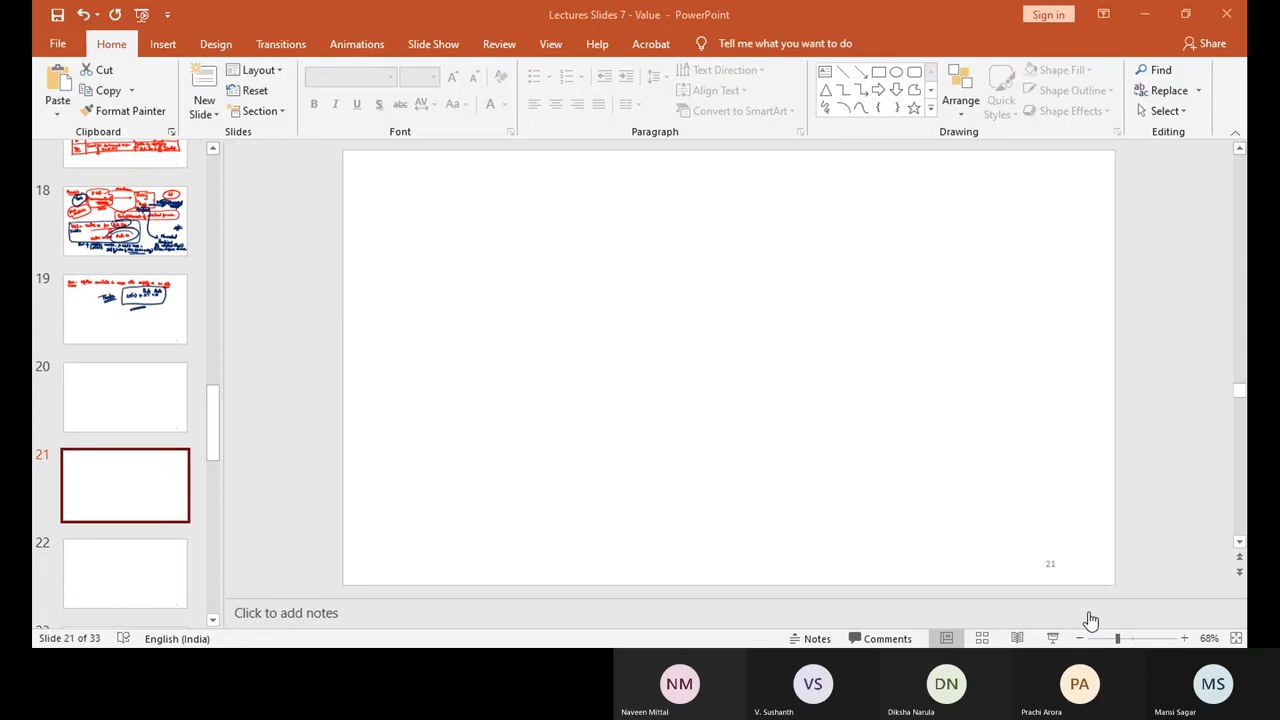 Lectures Slides 7 - Value - PowerPoint
Sign in
File Home Insert Design Transitions Animations Slide Show Review View Help Acrobat Tell me what you want to do Share
Paste
Cut
Copy
Format Painter
Clipboard
New
Slide
Layout
Reset
Section
Slides
B I U S abc AV Aa A
Font
Text Direction
Align Text
Convert to SmartArt
Paragraph
Arrange
Quick
Styles
Shape Fill
Shape Outline
Shape Effects
Drawing
Find
Replace
Select
Editing
18
19
20
21
22
21
Click to add notes
Slide 21 of 33 English (India) Notes Comments 68%
NM VS DN PA MS
Naveen Mittal V. Sushanth Diksha Narula Prachi Arora Mansi Sagar